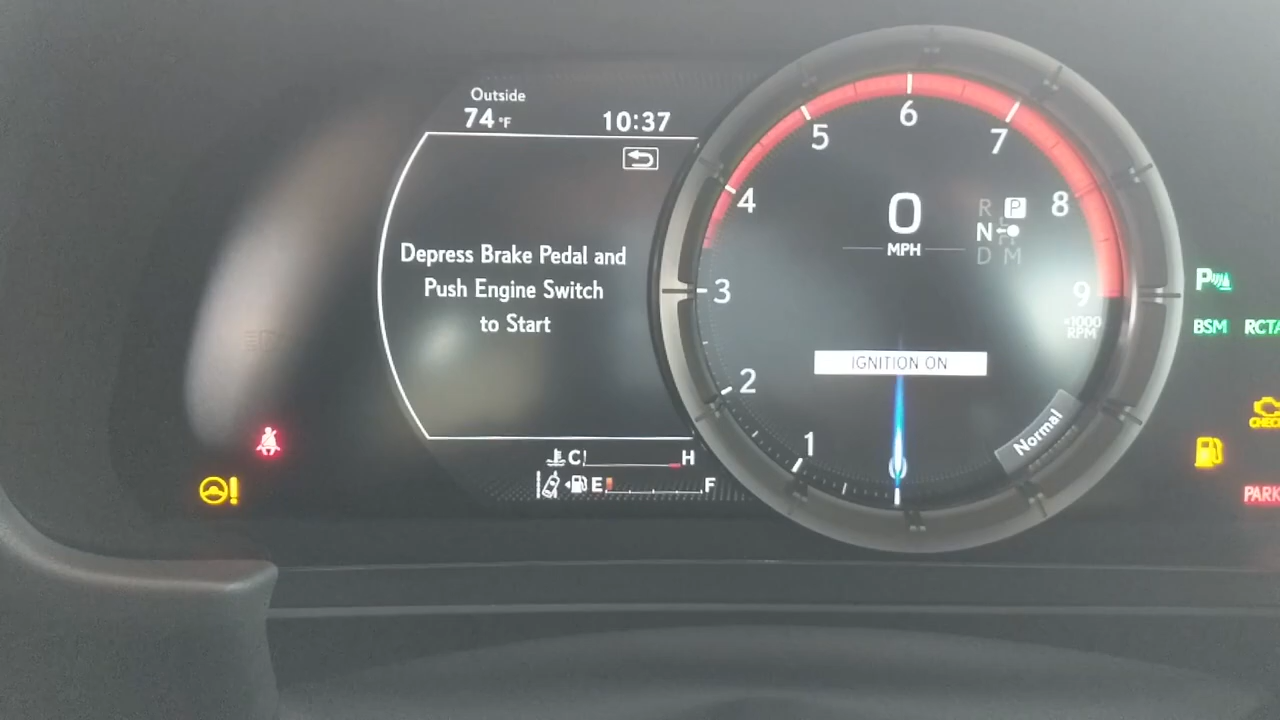 Outside
74 °F
10:37
Depress Brake Pedal and
Push Engine Switch
to Start
C H
E F
1
2
3
4
5
6
7
8
9
×1000
RPM
0
MPH
R P
N
D M
IGNITION ON
Normal
P
BSM RCTA
CHECK
PARK